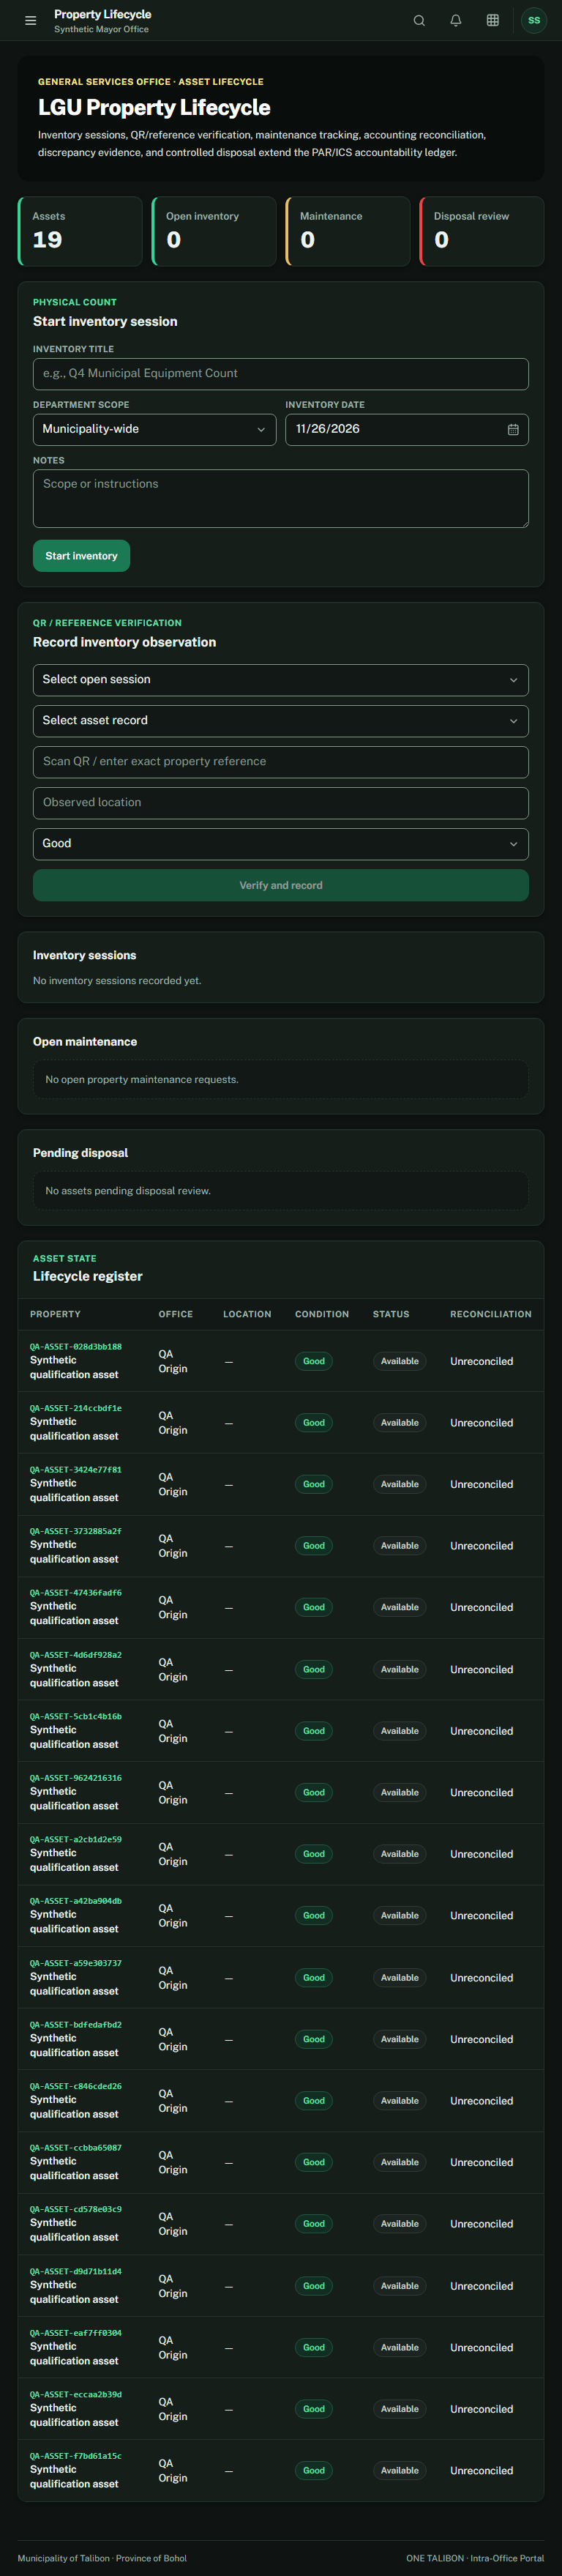 Property Lifecycle
Synthetic Mayor Office
SS
GENERAL SERVICES OFFICE · ASSET LIFECYCLE
LGU Property Lifecycle
Inventory sessions, QR/reference verification, maintenance tracking, accounting reconciliation,
discrepancy evidence, and controlled disposal extend the PAR/ICS accountability ledger.
Assets
19
Open inventory
0
Maintenance
0
Disposal review
0
PHYSICAL COUNT
Start inventory session
INVENTORY TITLE
e.g., Q4 Municipal Equipment Count
DEPARTMENT SCOPE
INVENTORY DATE
Municipality-wide
11/26/2026
NOTES
Scope or instructions
Start inventory
QR / REFERENCE VERIFICATION
Record inventory observation
Select open session
Select asset record
Scan QR / enter exact property reference
Observed location
Good
Verify and record
Inventory sessions
No inventory sessions recorded yet.
Open maintenance
No open property maintenance requests.
Pending disposal
No assets pending disposal review.
ASSET STATE
Lifecycle register
PROPERTY OFFICE LOCATION CONDITION STATUS RECONCILIATION
QA-ASSET-028d3bb188
Synthetic
qualification asset
QA
Origin
— Good Available Unreconciled
QA-ASSET-214ccbdf1e
Synthetic
qualification asset
QA
Origin
— Good Available Unreconciled
QA-ASSET-3424e77f81
Synthetic
qualification asset
QA
Origin
— Good Available Unreconciled
QA-ASSET-3732885a2f
Synthetic
qualification asset
QA
Origin
— Good Available Unreconciled
QA-ASSET-47436fadf6
Synthetic
qualification asset
QA
Origin
— Good Available Unreconciled
QA-ASSET-4d6df928a2
Synthetic
qualification asset
QA
Origin
— Good Available Unreconciled
QA-ASSET-5cb1c4b16b
Synthetic
qualification asset
QA
Origin
— Good Available Unreconciled
QA-ASSET-9624216316
Synthetic
qualification asset
QA
Origin
— Good Available Unreconciled
QA-ASSET-a2cb1d2e59
Synthetic
qualification asset
QA
Origin
— Good Available Unreconciled
QA-ASSET-a42ba904db
Synthetic
qualification asset
QA
Origin
— Good Available Unreconciled
QA-ASSET-a59e303737
Synthetic
qualification asset
QA
Origin
— Good Available Unreconciled
QA-ASSET-bdfedafbd2
Synthetic
qualification asset
QA
Origin
— Good Available Unreconciled
QA-ASSET-c846cded26
Synthetic
qualification asset
QA
Origin
— Good Available Unreconciled
QA-ASSET-ccbba65087
Synthetic
qualification asset
QA
Origin
— Good Available Unreconciled
QA-ASSET-cd578e03c9
Synthetic
qualification asset
QA
Origin
— Good Available Unreconciled
QA-ASSET-d9d71b11d4
Synthetic
qualification asset
QA
Origin
— Good Available Unreconciled
QA-ASSET-eaf7ff0304
Synthetic
qualification asset
QA
Origin
— Good Available Unreconciled
QA-ASSET-eccaa2b39d
Synthetic
qualification asset
QA
Origin
— Good Available Unreconciled
QA-ASSET-f7bd61a15c
Synthetic
qualification asset
QA
Origin
— Good Available Unreconciled
Municipality of Talibon · Province of Bohol
ONE TALIBON · Intra-Office Portal